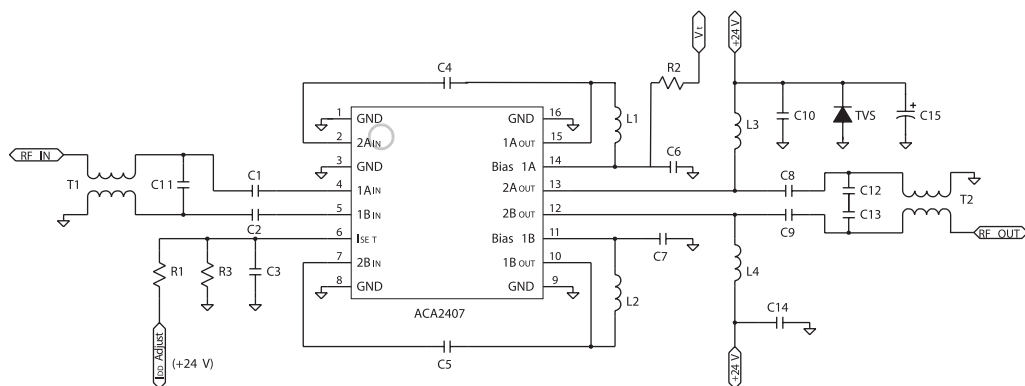 Vt
+24 V
C4
R2
1
GND
GND
16
L1
L3
C10
TVS
+
C15
2
2AIN
1AOUT
15
RF IN
3
GND
Bias 1A
14
C6
T1
C11
C1
4
1AIN
2AOUT
13
C8
C12
T2
5
1BIN
2BOUT
12
C13
C2
C9
RF OUT
6
ISET
Bias 1B
11
C7
R1
R3
C3
7
2BIN
1BOUT
10
L4
8
GND
GND
9
L2
ACA2407
C14
IDD Adjust
(+24 V)
C5
+24 V